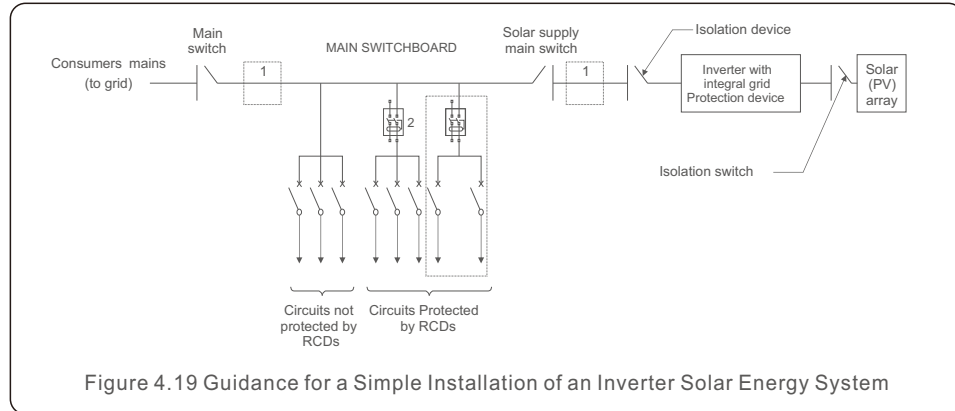 Main
switch
Consumers mains
(to grid)
1
MAIN SWITCHBOARD
Solar supply
main switch
1
Isolation device
Inverter with
integral grid
Protection device
Solar
(PV)
array
Isolation switch
2
Circuits not
protected by
RCDs
Circuits Protected
by RCDs
Figure 4.19 Guidance for a Simple Installation of an Inverter Solar Energy System